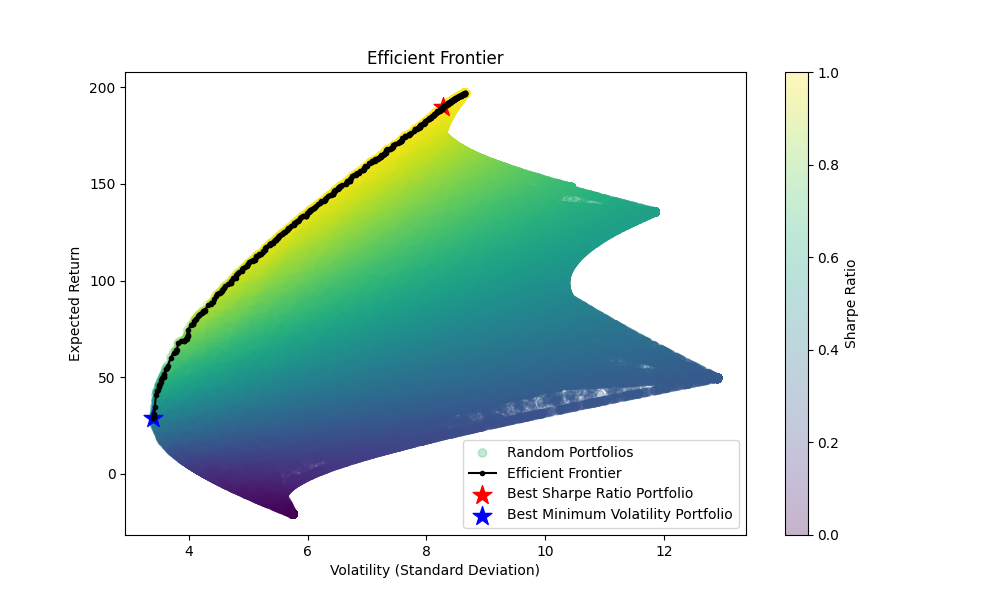 Efficient Frontier
200
150
100
50
0
Expected Return
4
6
8
10
12
Volatility (Standard Deviation)
Random Portfolios
Efficient Frontier
Best Sharpe Ratio Portfolio
Best Minimum Volatility Portfolio
1.0
0.8
0.6
0.4
0.2
0.0
Sharpe Ratio